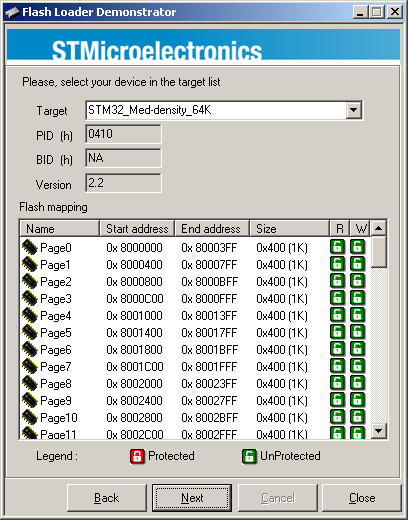 Flash Loader Demonstrator
STMicroelectronics
Please, select your device in the target list
Target STM32_Med-density_64K
PID (h) 0410
BID (h) NA
Version 2.2
Flash mapping
Name Start address End address Size R W
Page0 0x 8000000 0x 80003FF 0x400 (1K)
Page1 0x 8000400 0x 80007FF 0x400 (1K)
Page2 0x 8000800 0x 8000BFF 0x400 (1K)
Page3 0x 8000C00 0x 8000FFF 0x400 (1K)
Page4 0x 8001000 0x 80013FF 0x400 (1K)
Page5 0x 8001400 0x 80017FF 0x400 (1K)
Page6 0x 8001800 0x 8001BFF 0x400 (1K)
Page7 0x 8001C00 0x 8001FFF 0x400 (1K)
Page8 0x 8002000 0x 80023FF 0x400 (1K)
Page9 0x 8002400 0x 80027FF 0x400 (1K)
Page10 0x 8002800 0x 8002BFF 0x400 (1K)
Page11 0x 8002C00 0x 8002FFF 0x400 (1K)
Legend : Protected UnProtected
Back Next Cancel Close